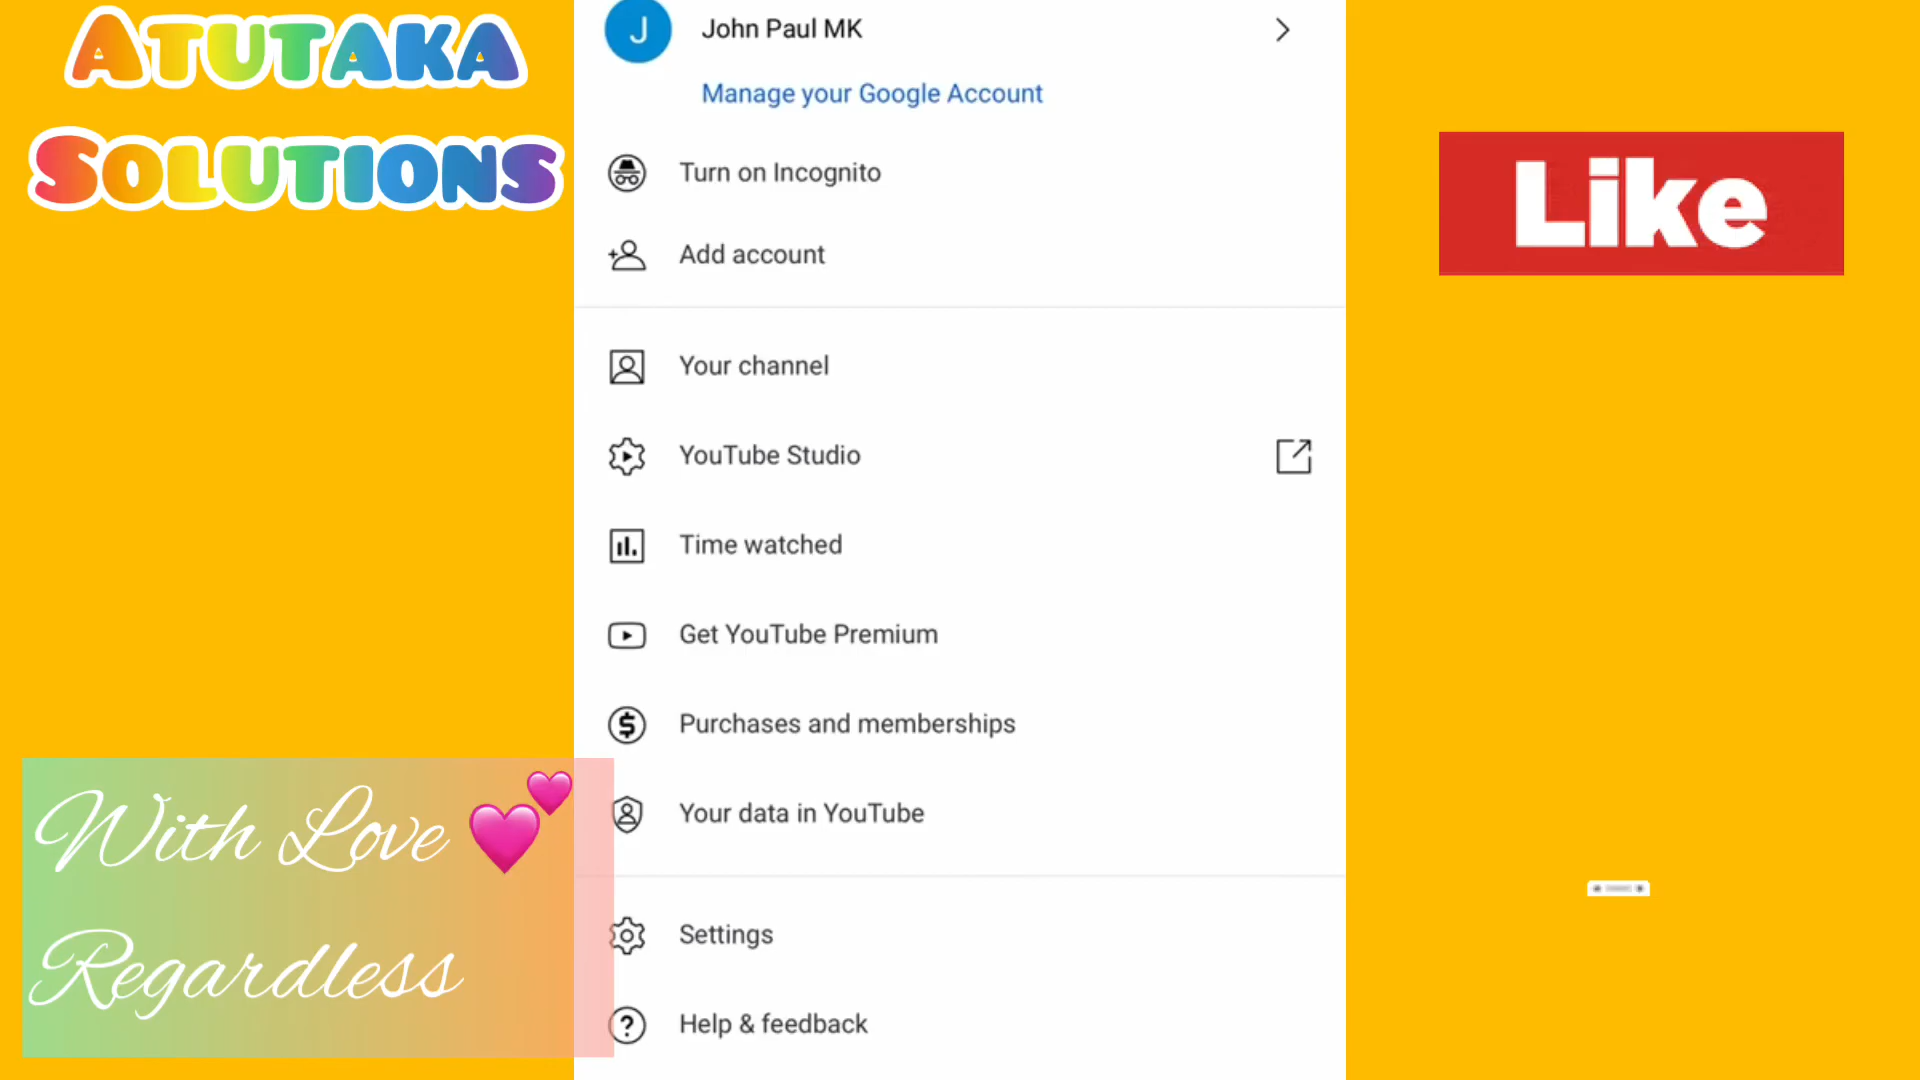 ATUTAKA
SOLUTIONS
J
John Paul MK
Manage your Google Account
Turn on Incognito
Add account
Your channel
YouTube Studio
Time watched
Get YouTube Premium
Purchases and memberships
Your data in YouTube
Settings
Help & feedback
Like
With Love 💕
Regardless